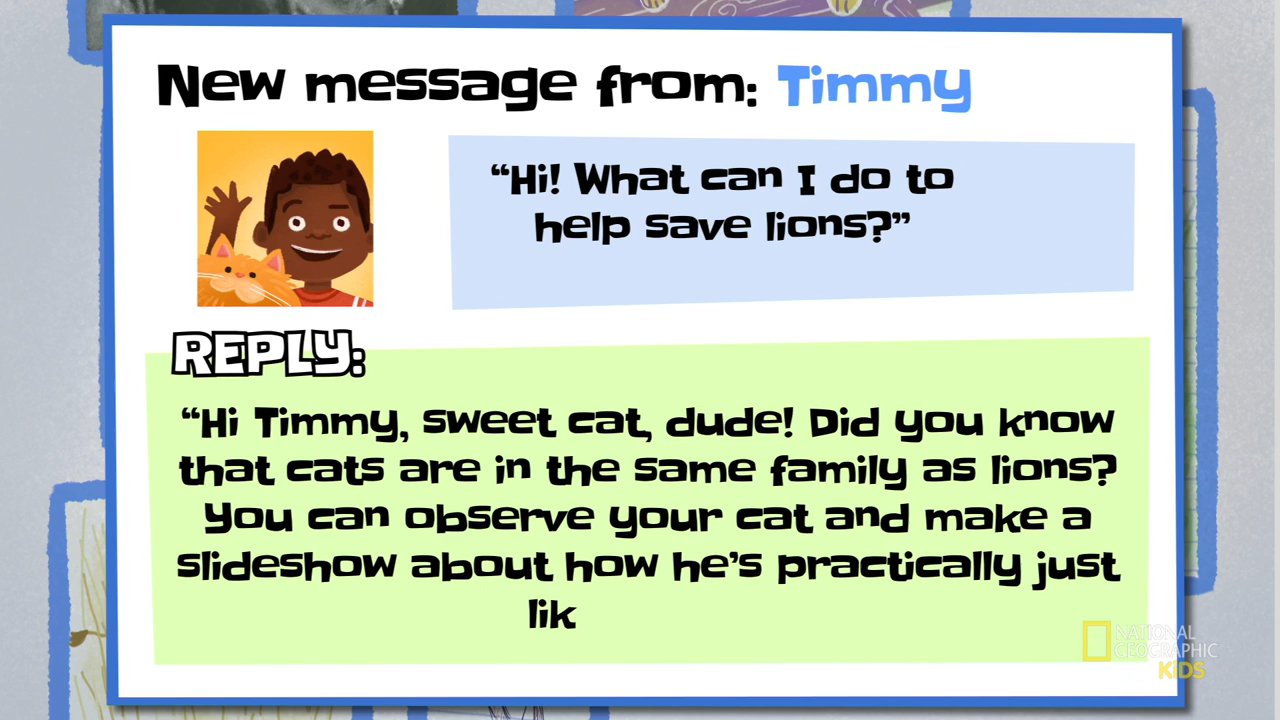 New message from: Timmy
“Hi! What can I do to
help save lions?”
REPLY:
“Hi Timmy, sweet cat, dude! Did you know
that cats are in the same family as lions?
You can observe your cat and make a
slideshow about how he’s practically just
lik
NATIONAL
GEOGRAPHIC
KiDS